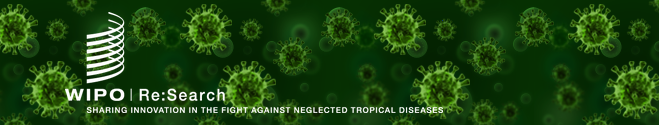 WIPO | Re:Search
SHARING INNOVATION IN THE FIGHT AGAINST NEGLECTED TROPICAL DISEASES